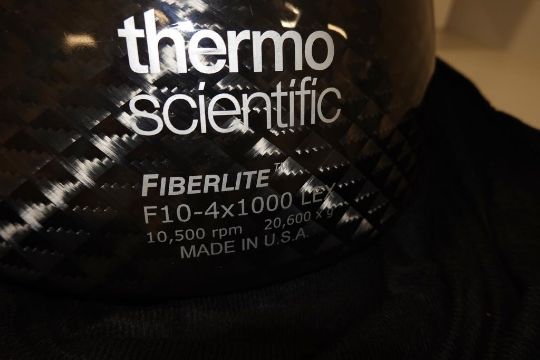 thermo
scientific
FIBERLITE™
F10-4x1000 LEX
10,500 rpm 20,600 x g
MADE IN U.S.A.